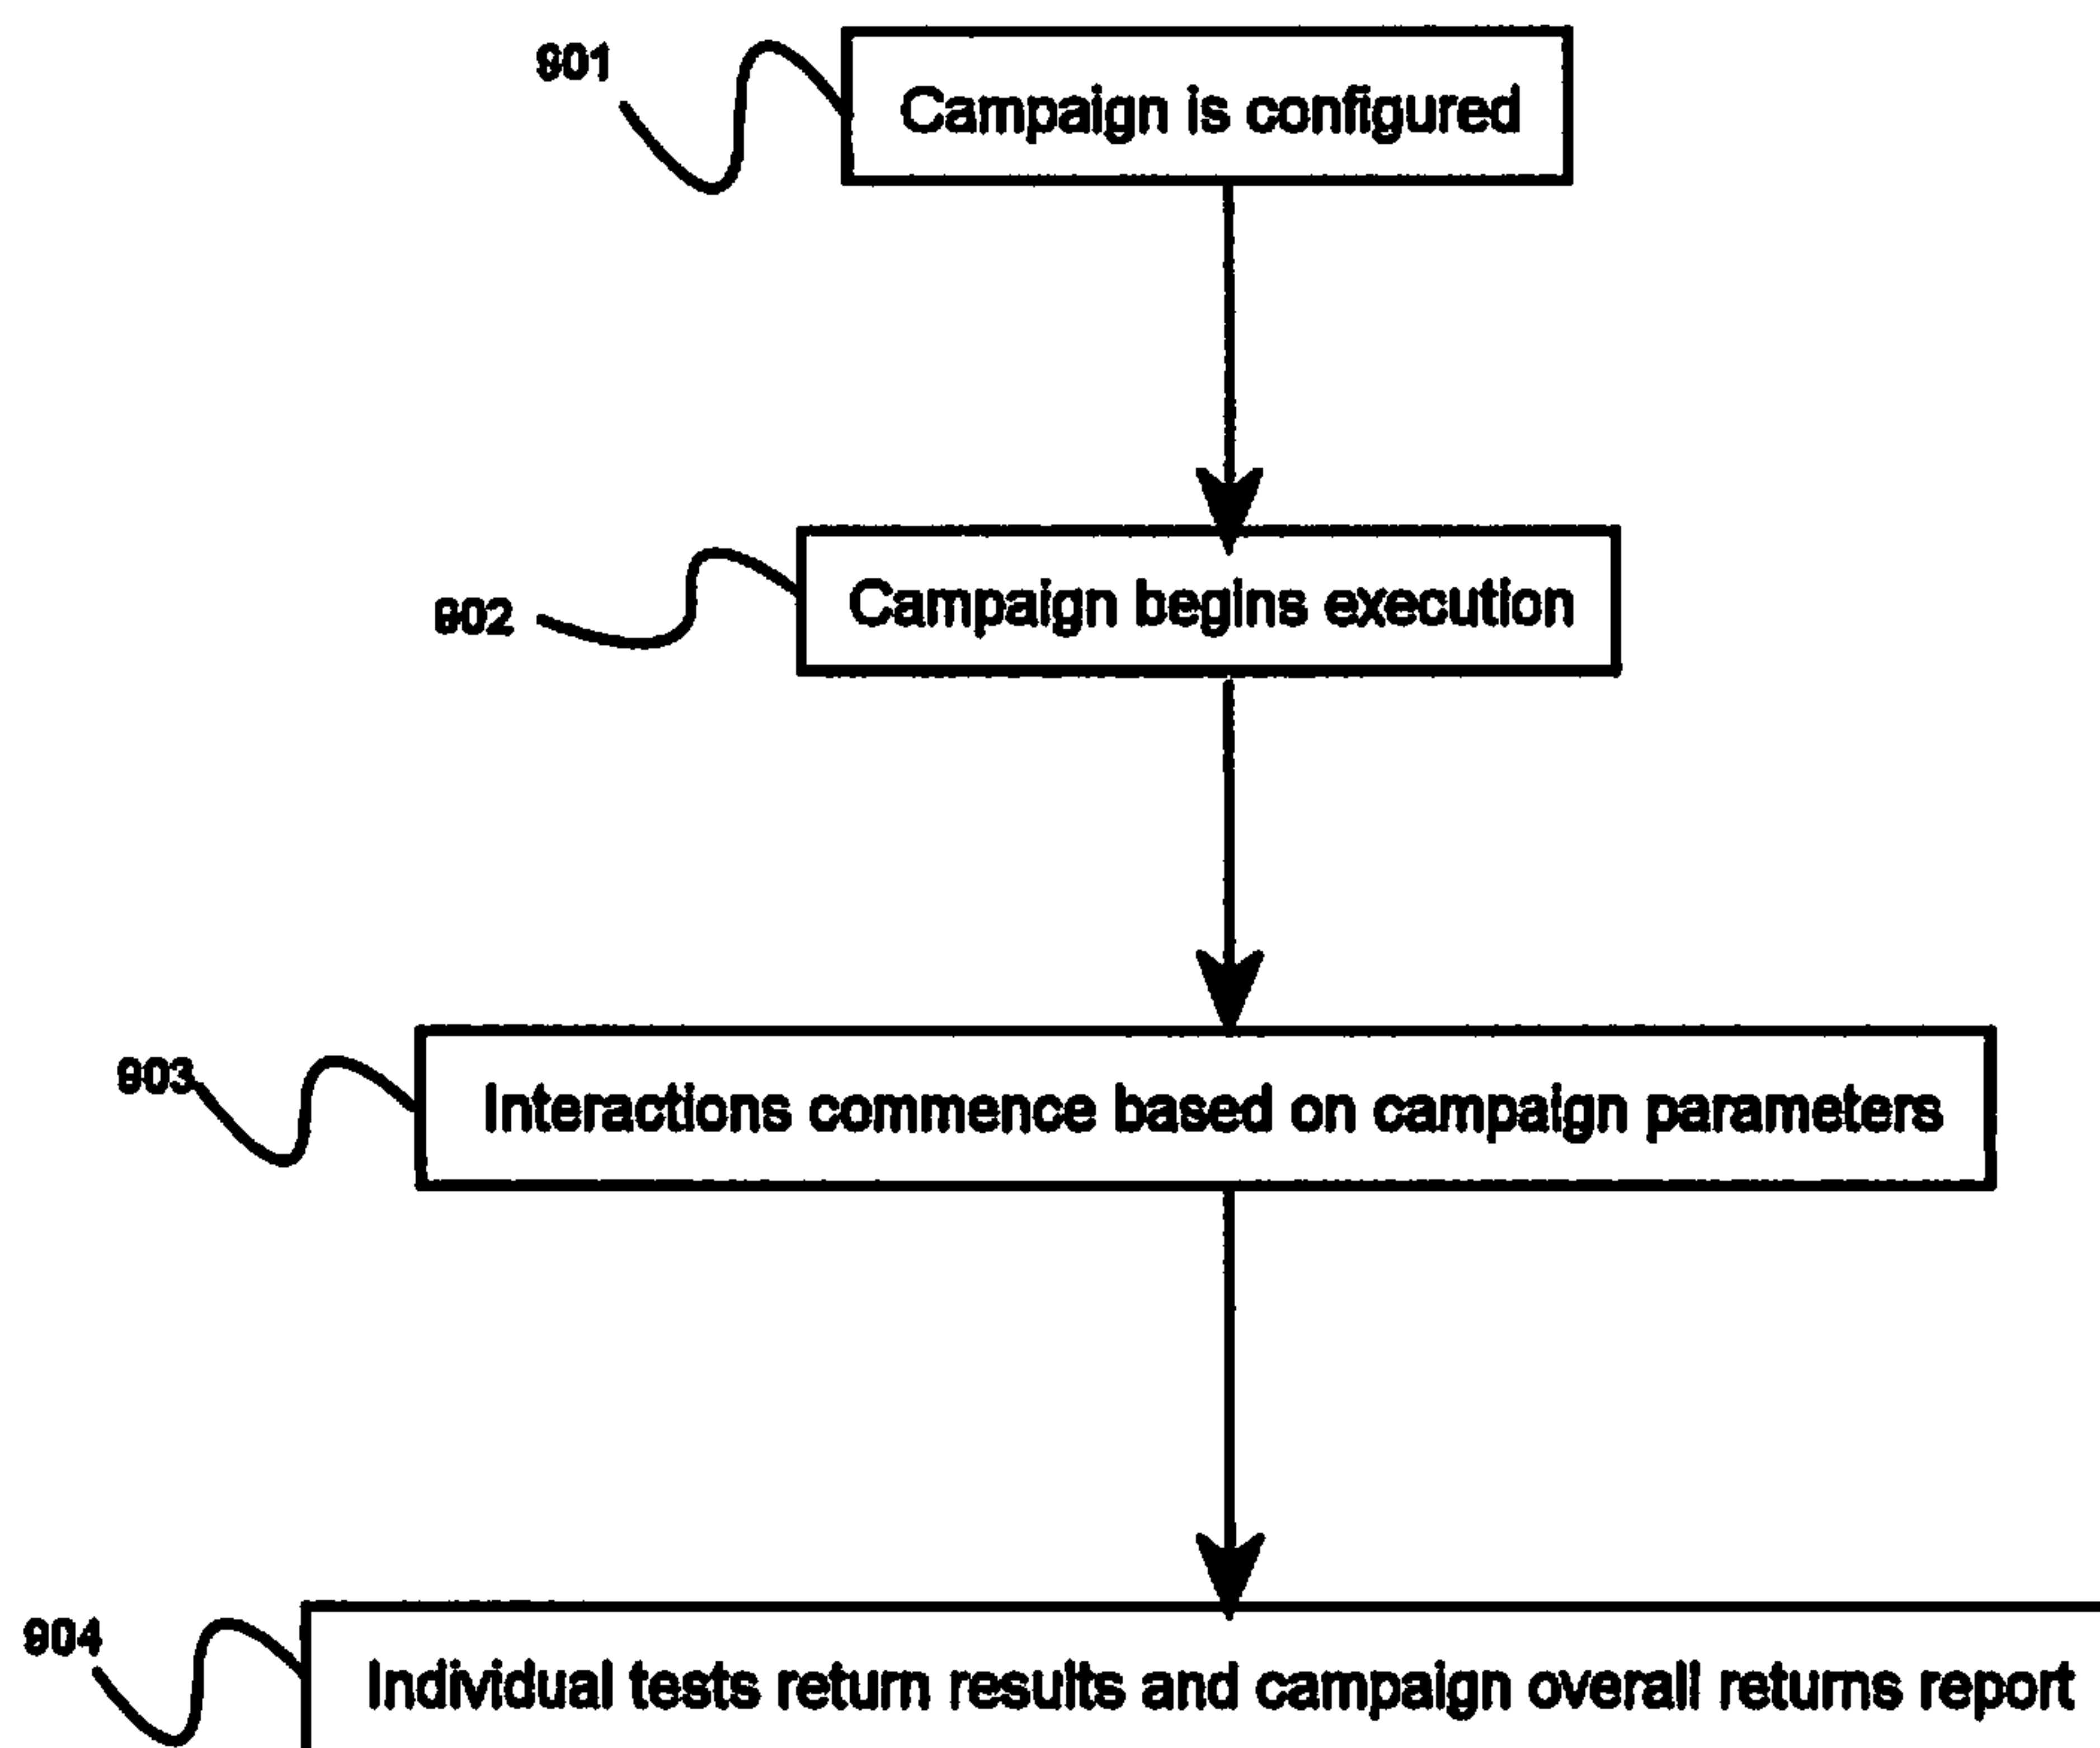 901
Campaign is configured
902
Campaign begins execution
903
Interactions commence based on campaign parameters
904
Individual tests return results and campaign overall returns report